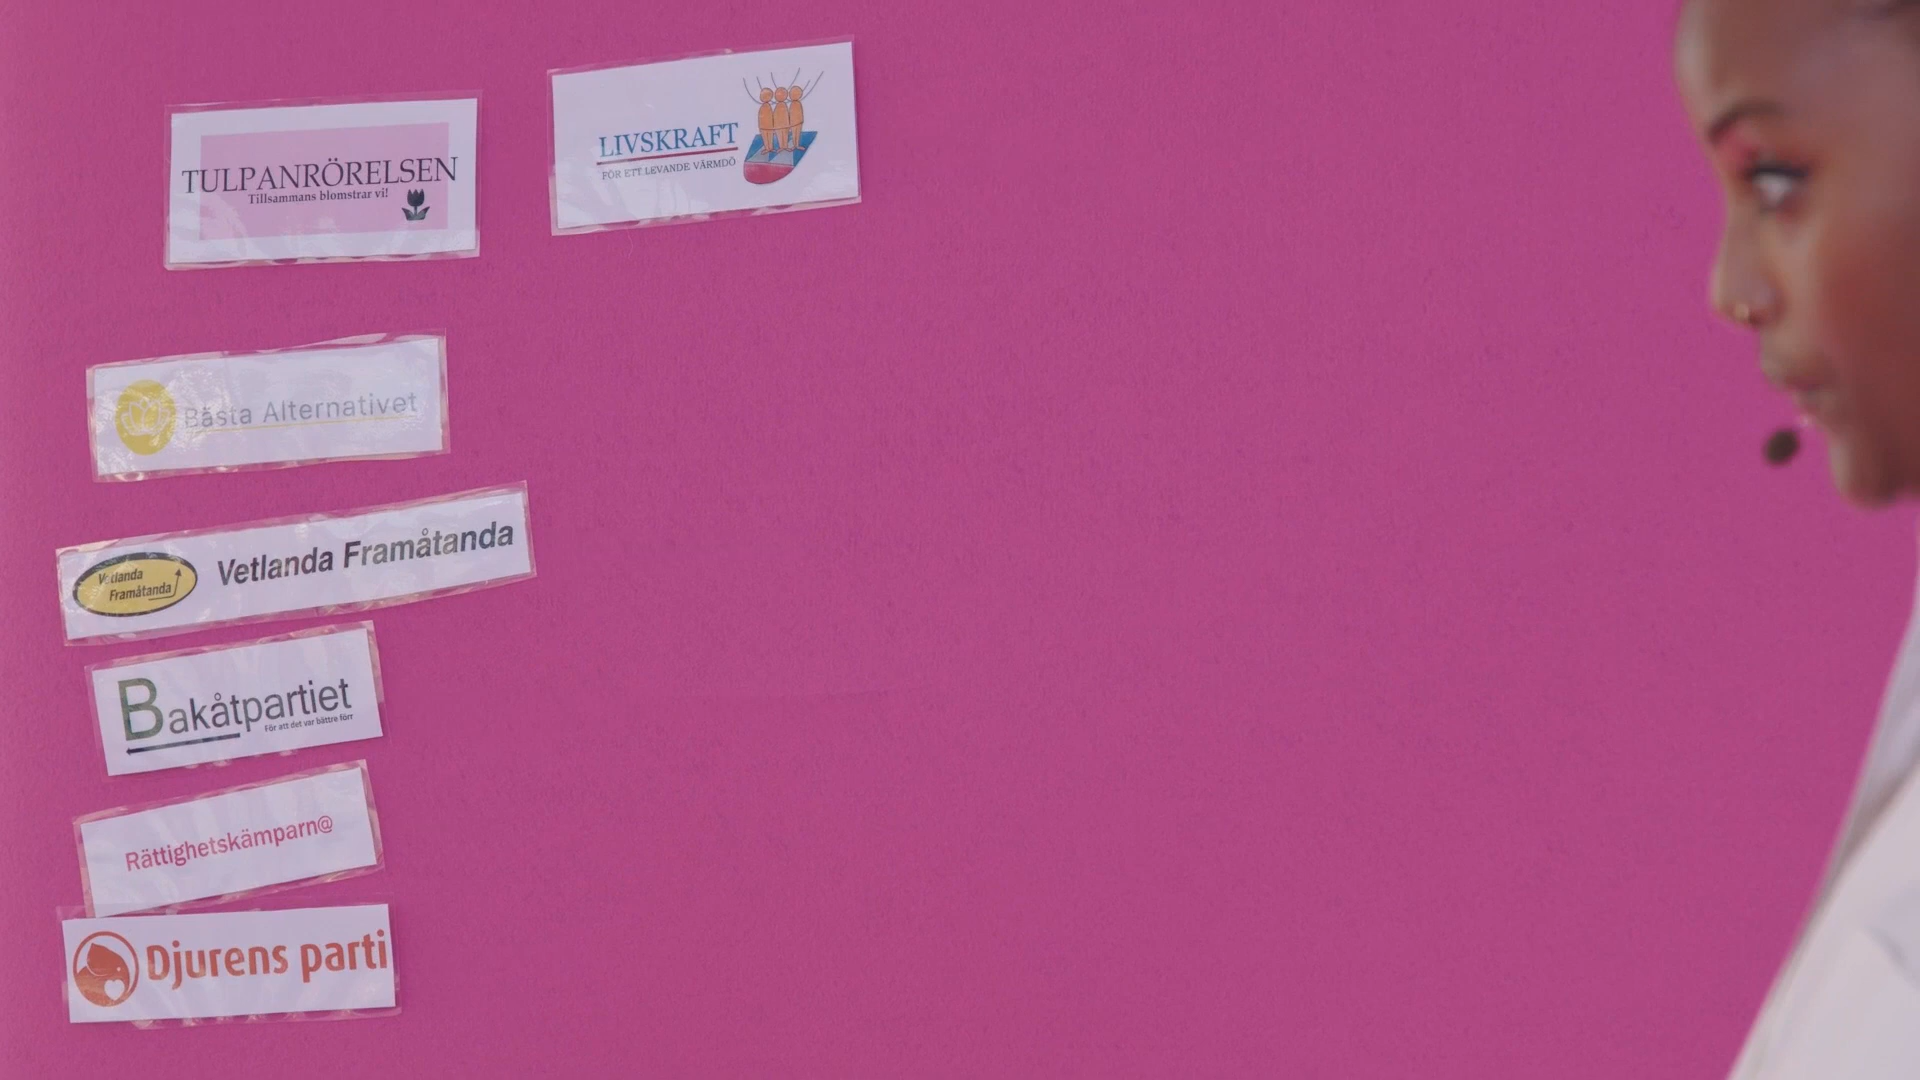 TULPANRÖRELSEN
Tillsammans blomstrar vi!
LIVSKRAFT
FÖR ETT LEVANDE VÄRMDÖ
Bästa Alternativet
Vetlanda
Framåtanda
Vetlanda Framåtanda
Bakåtpartiet
För att det var bättre förr
Rättighetskämparn@
Djurens parti